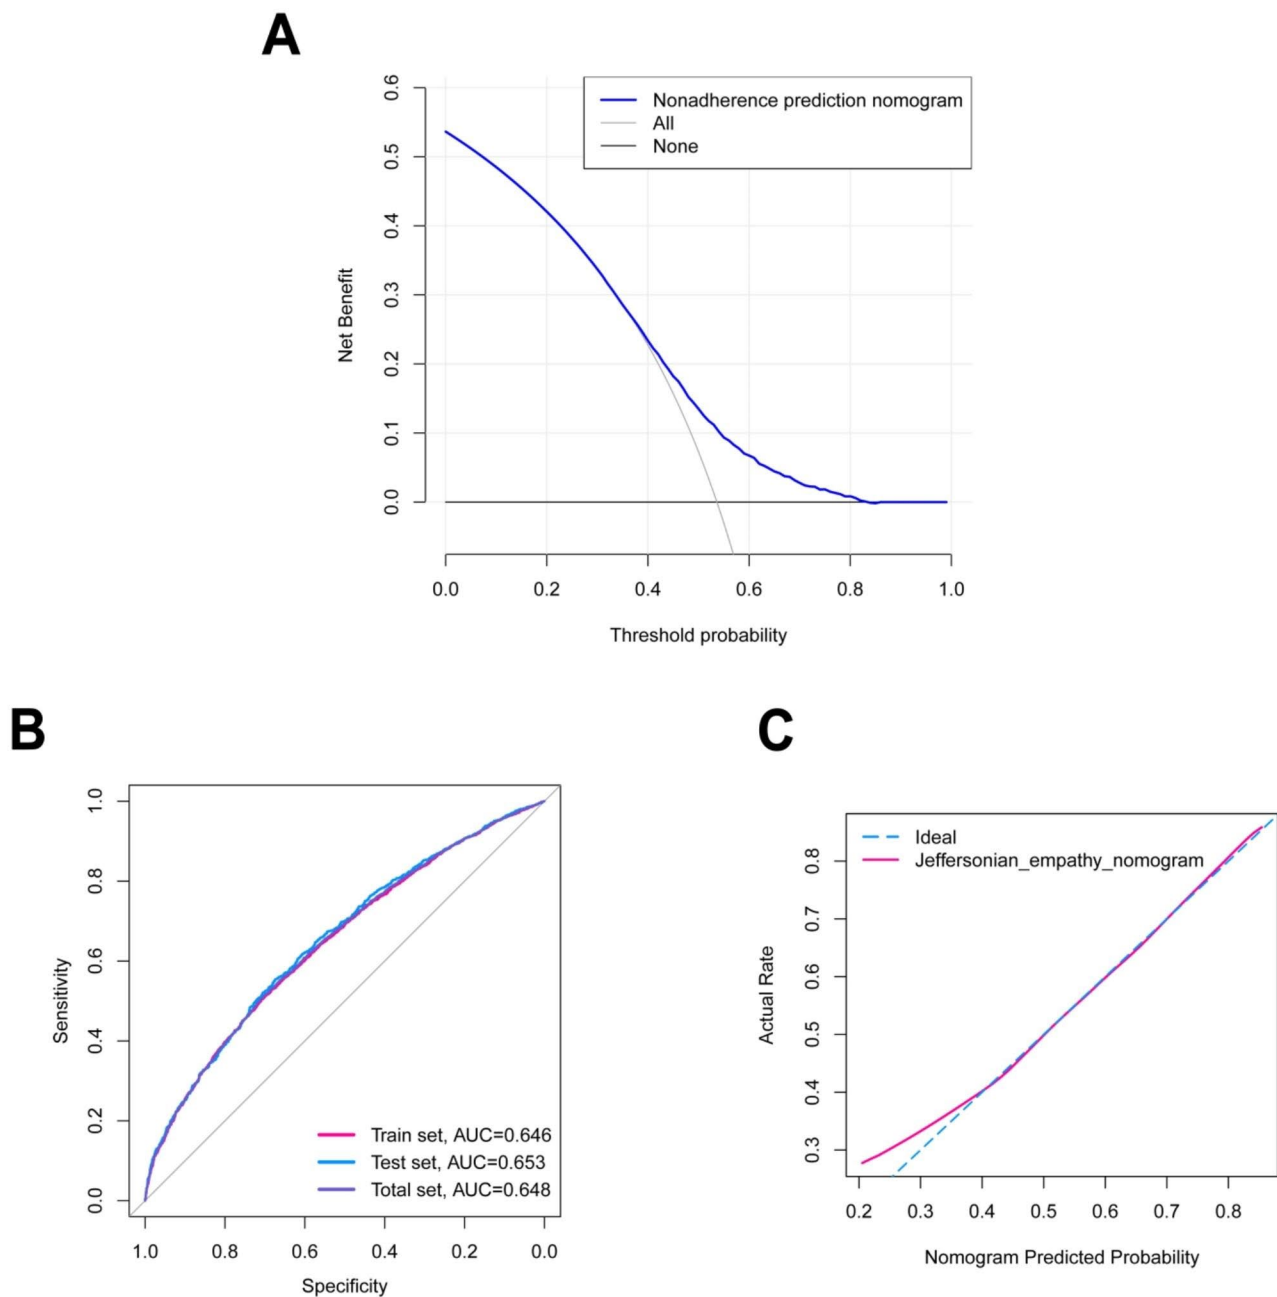 A
Nonadherence prediction nomogram
All
None
0.6
0.5
0.4
0.3
0.2
0.1
0.0
Net Benefit
0.0 0.2 0.4 0.6 0.8 1.0
Threshold probability
B
1.0
0.8
0.6
0.4
0.2
0.0
Sensitivity
Train set, AUC=0.646
Test set, AUC=0.653
Total set, AUC=0.648
1.0 0.8 0.6 0.4 0.2 0.0
Specificity
C
Ideal
Jeffersonian_empathy_nomogram
0.8
0.7
0.6
0.5
0.4
0.3
Actual Rate
0.2 0.3 0.4 0.5 0.6 0.7 0.8
Nomogram Predicted Probability